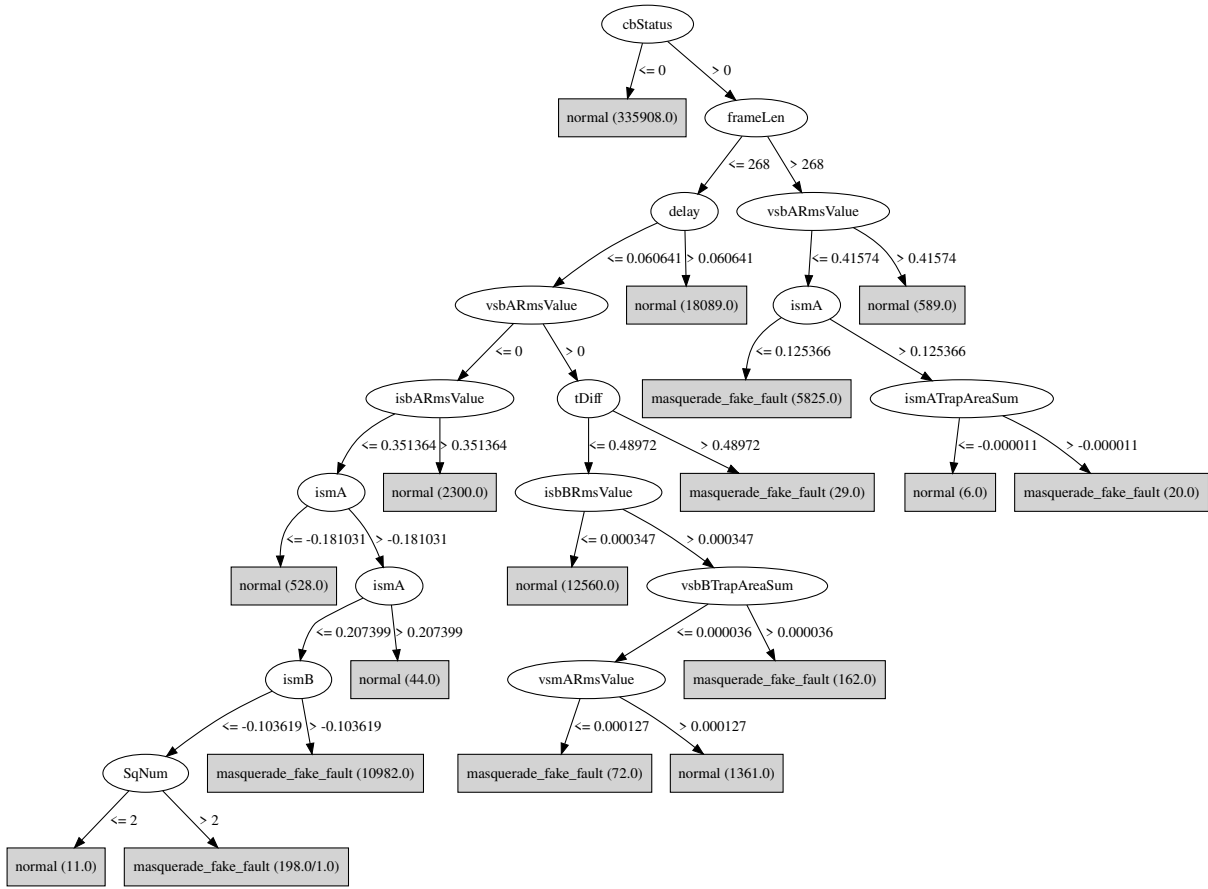 cbStatus
<= 0
> 0
normal (335908.0)
frameLen
<= 268
> 268
delay
vsbARmsValue
<= 0.060641
> 0.060641
<= 0.41574
> 0.41574
vsbARmsValue
normal (18089.0)
ismA
normal (589.0)
<= 0
> 0
<= 0.125366
> 0.125366
isbARmsValue
tDiff
masquerade_fake_fault (5825.0)
ismATrapAreaSum
<= 0.351364
> 0.351364
<= 0.48972
> 0.48972
<= -0.000011
> -0.000011
ismA
normal (2300.0)
isbBRmsValue
masquerade_fake_fault (29.0)
normal (6.0)
masquerade_fake_fault (20.0)
<= -0.181031
> -0.181031
<= 0.000347
> 0.000347
normal (528.0)
ismA
normal (12560.0)
vsbBTrapAreaSum
<= 0.207399
> 0.207399
<= 0.000036
> 0.000036
ismB
normal (44.0)
vsmARmsValue
masquerade_fake_fault (162.0)
<= -0.103619
> -0.103619
<= 0.000127
> 0.000127
SqNum
masquerade_fake_fault (10982.0)
masquerade_fake_fault (72.0)
normal (1361.0)
<= 2
> 2
normal (11.0)
masquerade_fake_fault (198.0/1.0)